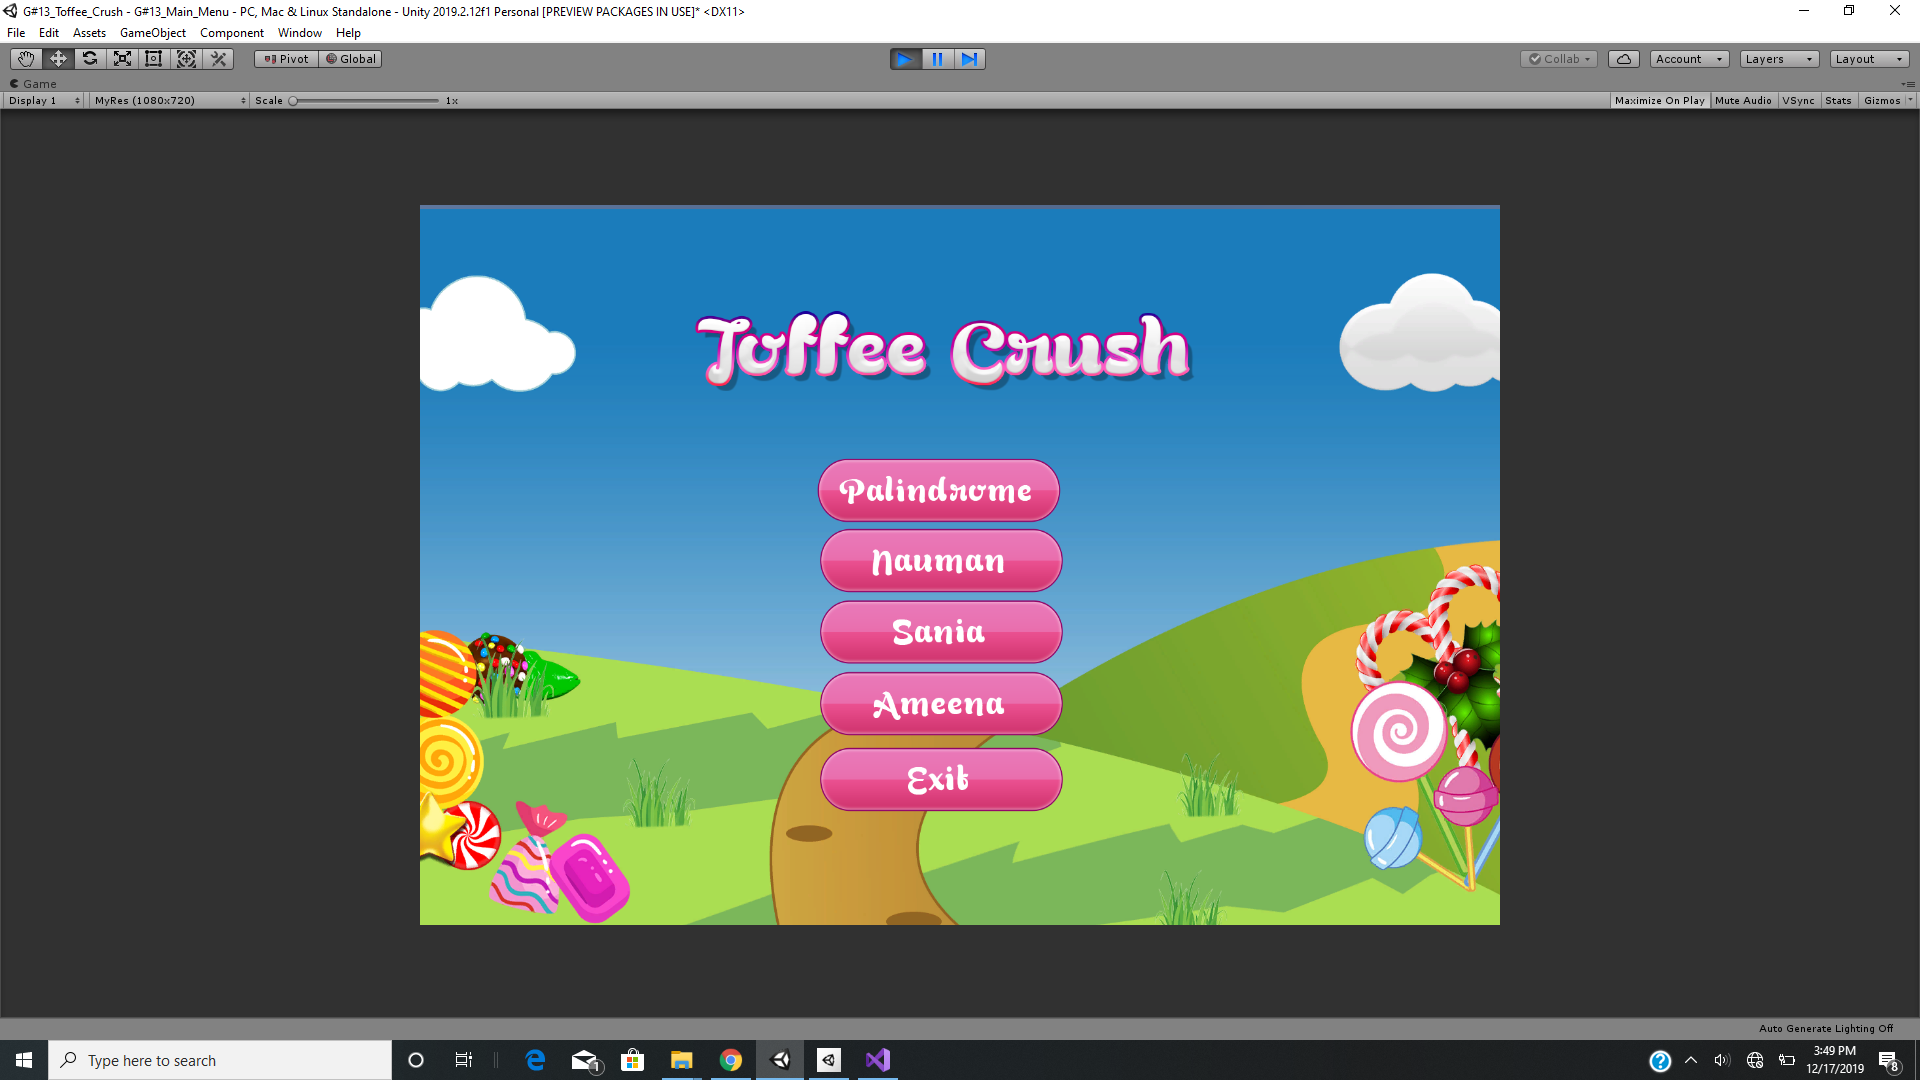 G#13_Toffee_Crush - G#13_Main_Menu - PC, Mac & Linux Standalone - Unity 2019.2.12f1 Personal [PREVIEW PACKAGES IN USE]* <DX11>
File Edit Assets GameObject Component Window Help
Pivot Global Collab Account Layers Layout
Game
Display 1 MyRes (1080x720) Scale 1x Maximize On Play Mute Audio VSync Stats Gizmos
Toffee Crush
Palindrome
Nauman
Sania
Ameena
Exit
Auto Generate Lighting Off
Type here to search
1
3:49 PM
12/17/2019
8